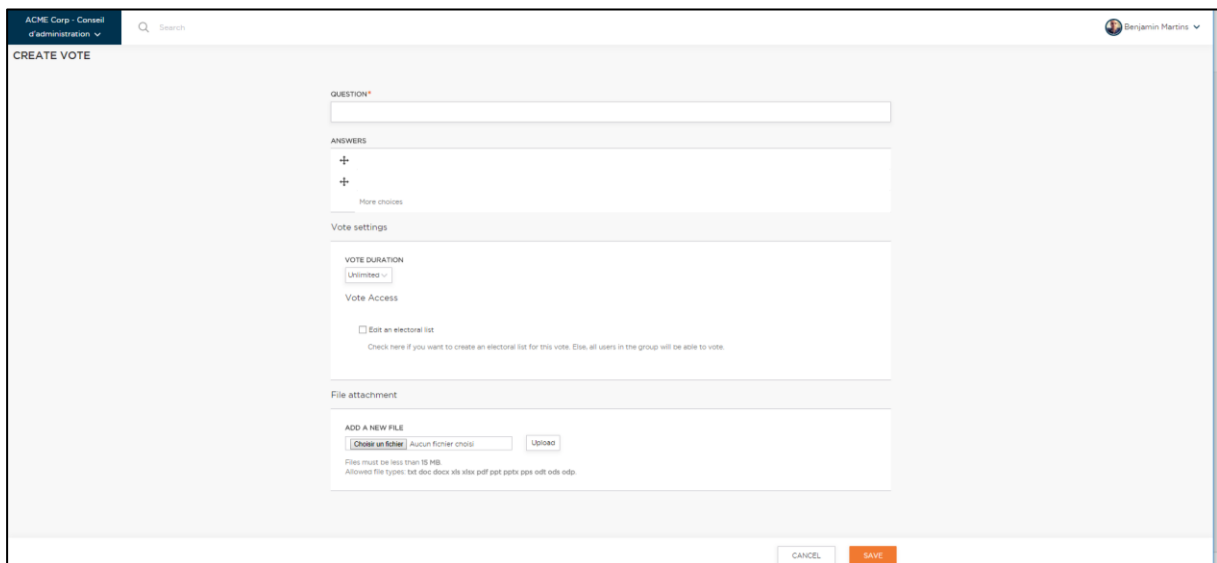 ACME Corp - Conseil
d'administration
Search
Benjamin Martins
CREATE VOTE
QUESTION*
ANSWERS
More choices
Vote settings
VOTE DURATION
Unlimited
Vote Access
Edit an electoral list
Check here if you want to create an electoral list for this vote. Else, all users in the group will be able to vote.
File attachment
ADD A NEW FILE
Choisir un fichier Aucun fichier choisi Upload
Files must be less than 15 MB.
Allowed file types: txt doc docx xls xlsx pdf ppt pptx pps odt ods odp.
CANCEL SAVE